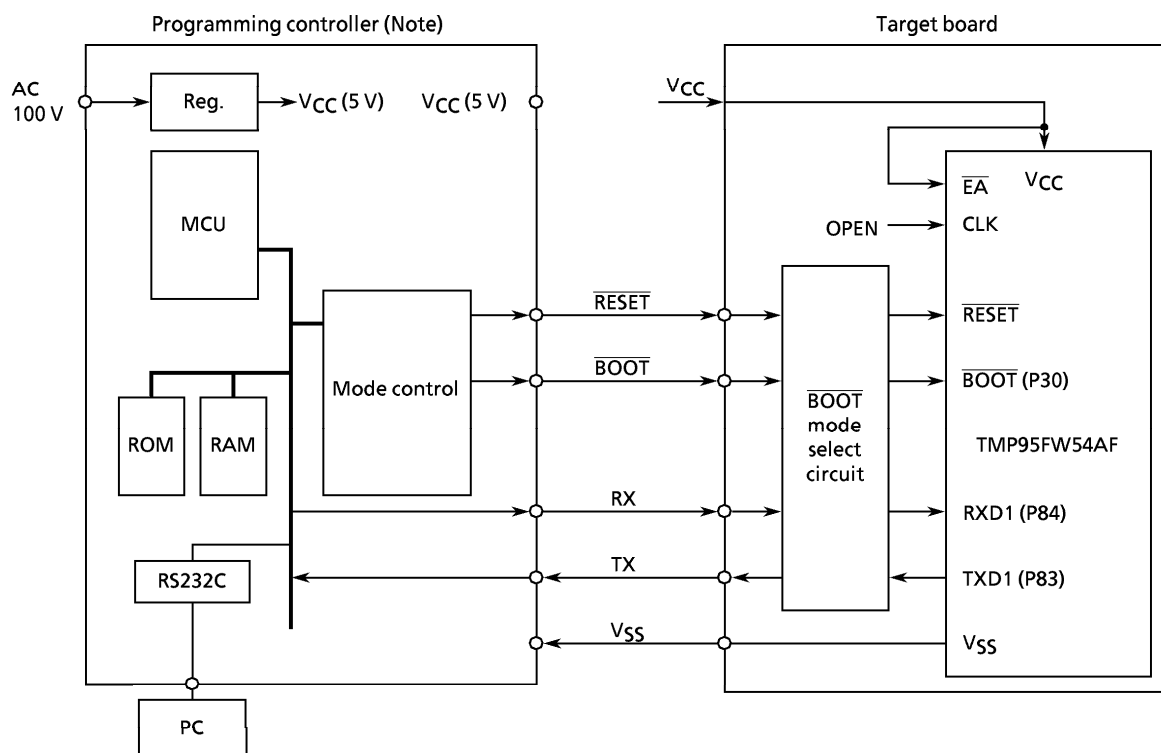 Programming controller (Note)
Target board
AC
100 V
Reg.
VCC (5 V)
VCC (5 V)
VCC
MCU
EA
VCC
OPEN
CLK
RESET
RESET
BOOT
BOOT (P30)
Mode control
BOOT
mode
select
circuit
ROM
RAM
TMP95FW54AF
RX
RXD1 (P84)
TX
RS232C
TXD1 (P83)
VSS
VSS
PC